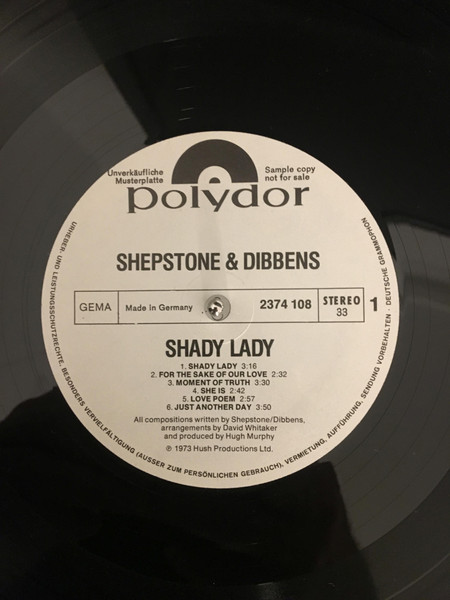 Unverkäufliche
Musterplatte
Sample copy
not for sale
polydor
SHEPSTONE & DIBBENS
GEMA
Made in Germany
2374 108
STEREO
33
1
SHADY LADY
1. SHADY LADY 3:16
2. FOR THE SAKE OF OUR LOVE 2:32
3. MOMENT OF TRUTH 3:30
4. SHE IS 2:42
5. LOVE POEM 2:57
6. JUST ANOTHER DAY 3:50
All compositions written by Shepstone/Dibbens,
arrangements by David Whitaker
and produced by Hugh Murphy
℗ 1973 Hush Productions Ltd.
URHEBER- UND LEISTUNGSSCHUTZRECHTE, BESONDERS VERVIELFÄLTIGUNG (AUSSER ZUM PERSÖNLICHEN GEBRAUCH), VERMIETUNG, AUFFÜHRUNG, SENDUNG VORBEHALTEN · DEUTSCHE GRAMMOPHON